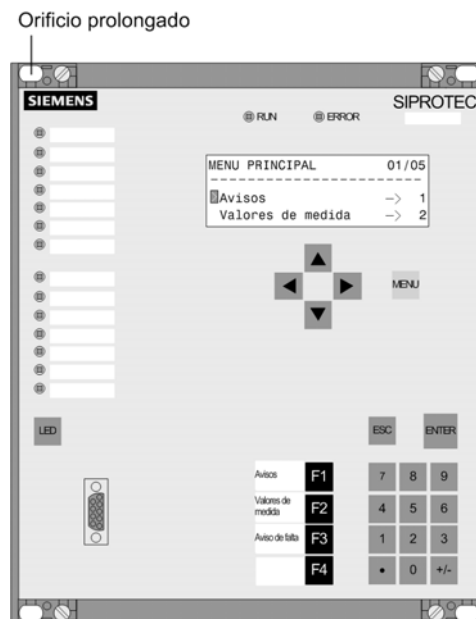 Orificio prolongado
SIEMENS
SIPROTEC
RUN
ERROR
MENU PRINCIPAL 01/05
Avisos –> 1
Valores de medida –> 2
MENU
LED
ESC
ENTER
Avisos F1
Valores de
medida F2
Aviso de falta F3
F4
7 8 9
4 5 6
1 2 3
• 0 +/-